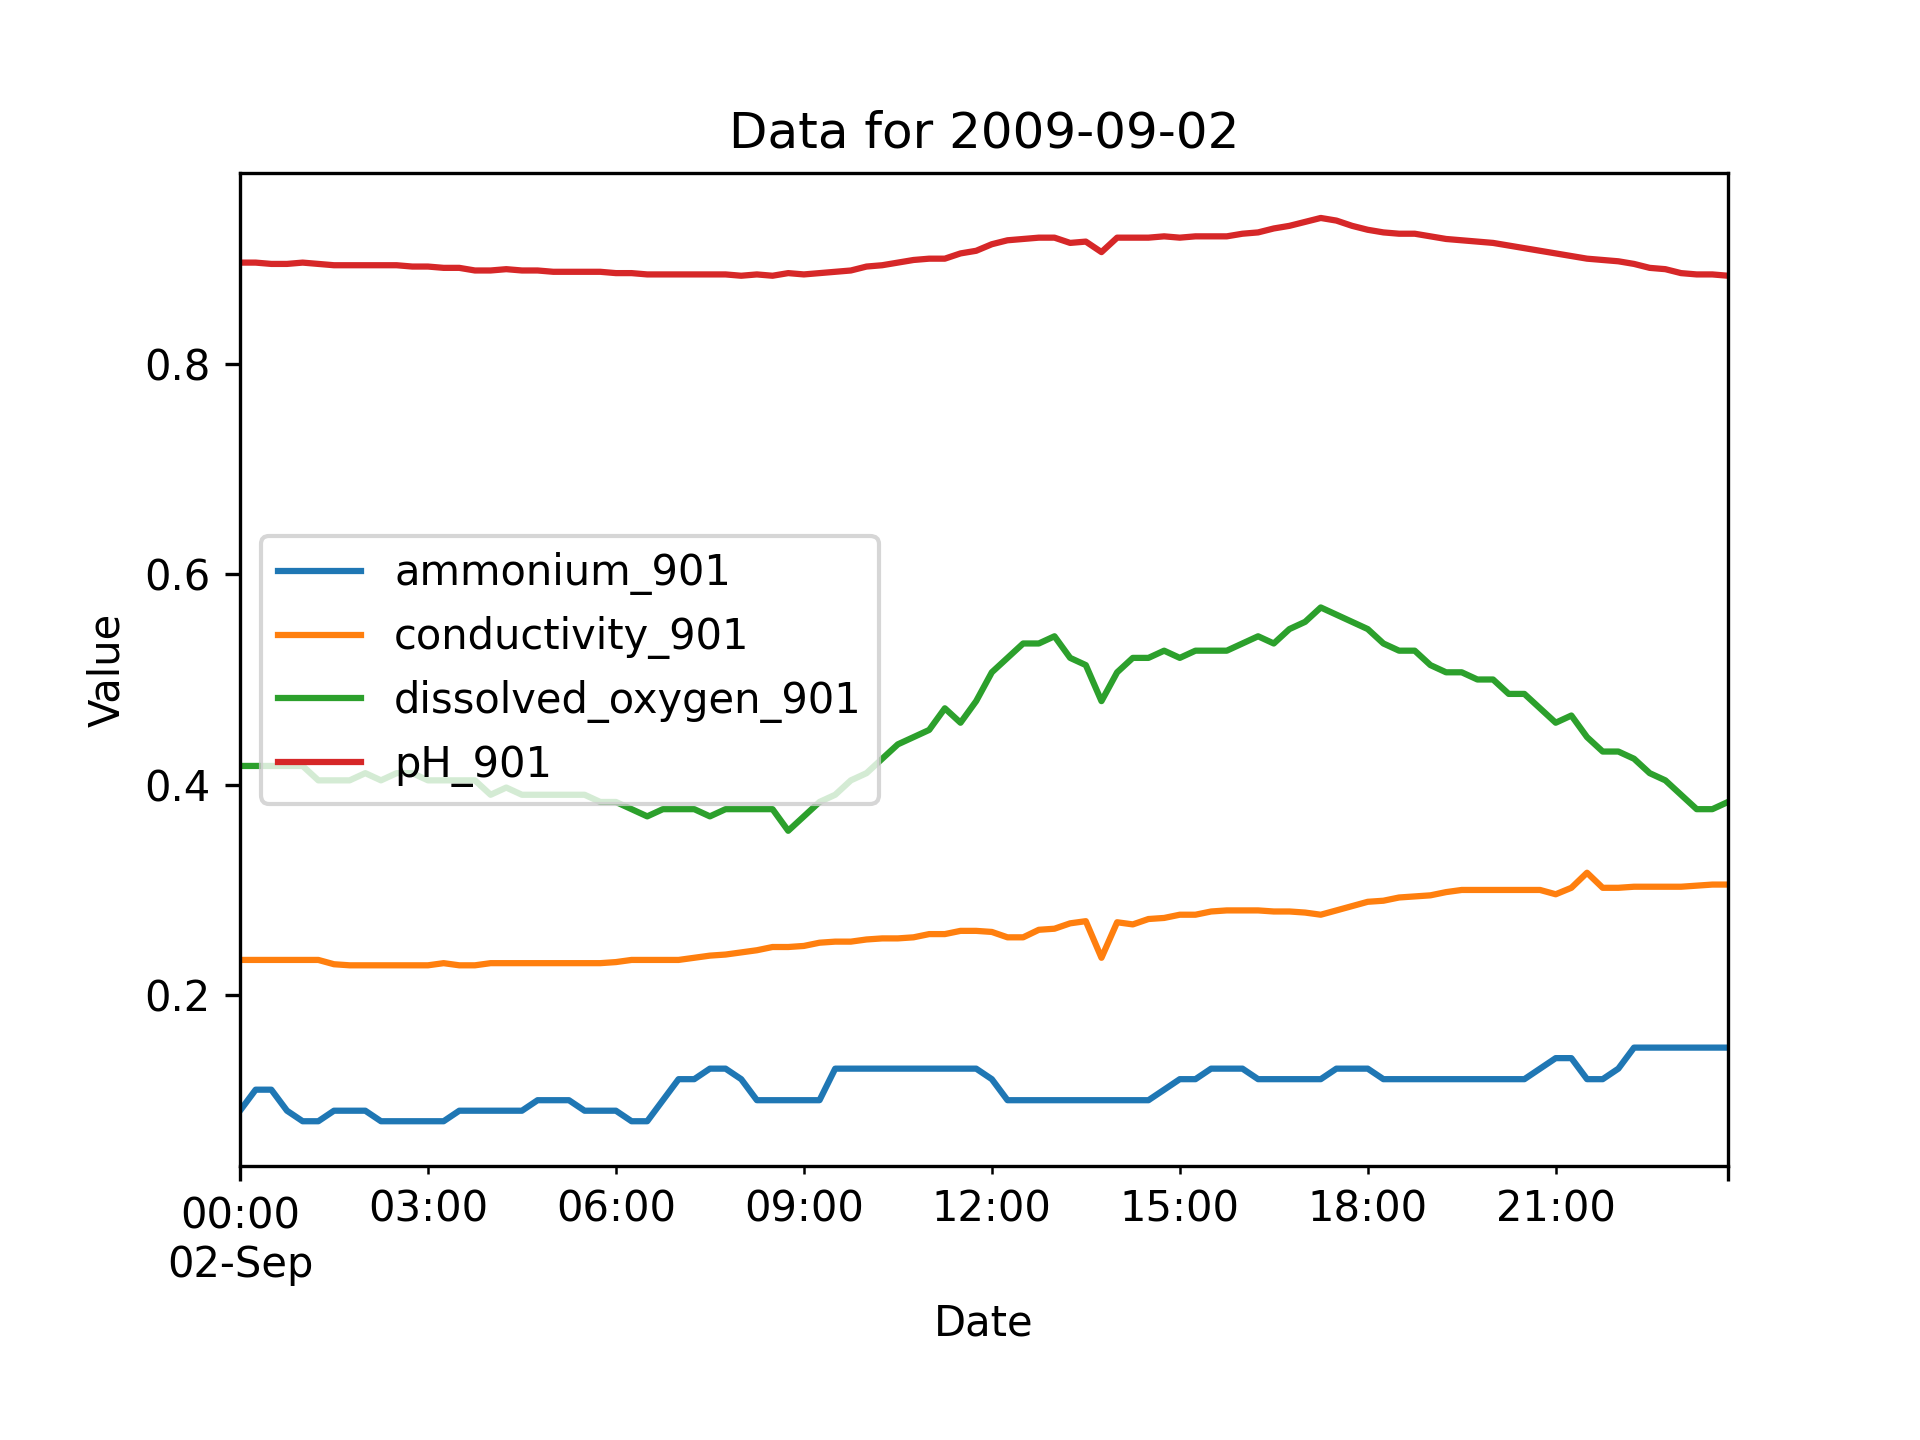 Data for 2009-09-02
Value
0.8
0.6
0.4
0.2
ammonium_901
conductivity_901
dissolved_oxygen_901
pH_901
00:00 03:00 06:00 09:00 12:00 15:00 18:00 21:00
02-Sep
Date